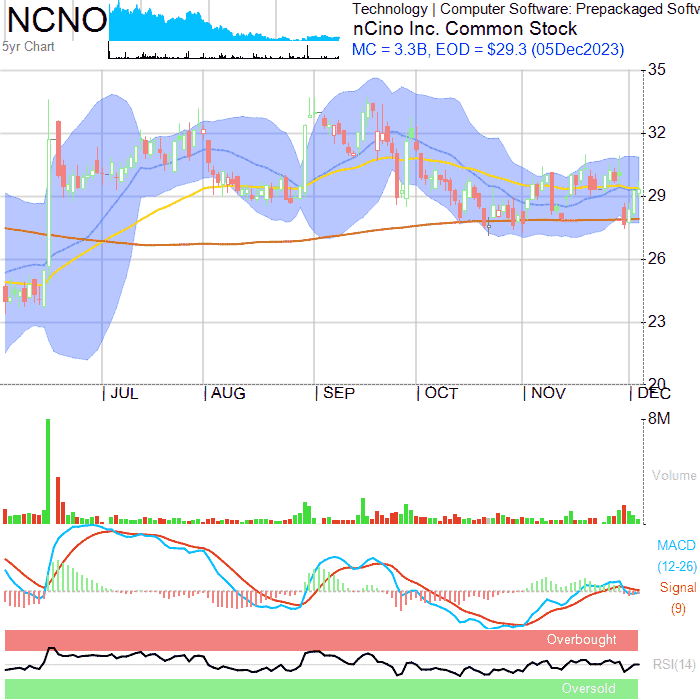 NCNO
Technology | Computer Software: Prepackaged Softw
5yr Chart
nCino Inc. Common Stock
MC = 3.3B, EOD = $29.3 (05Dec2023)
35
32
29
26
23
20
| JUL | AUG | SEP | OCT | NOV | DEC
8M
Volume
MACD
(12-26)
Signal
(9)
Overbought
RSI(14)
Oversold